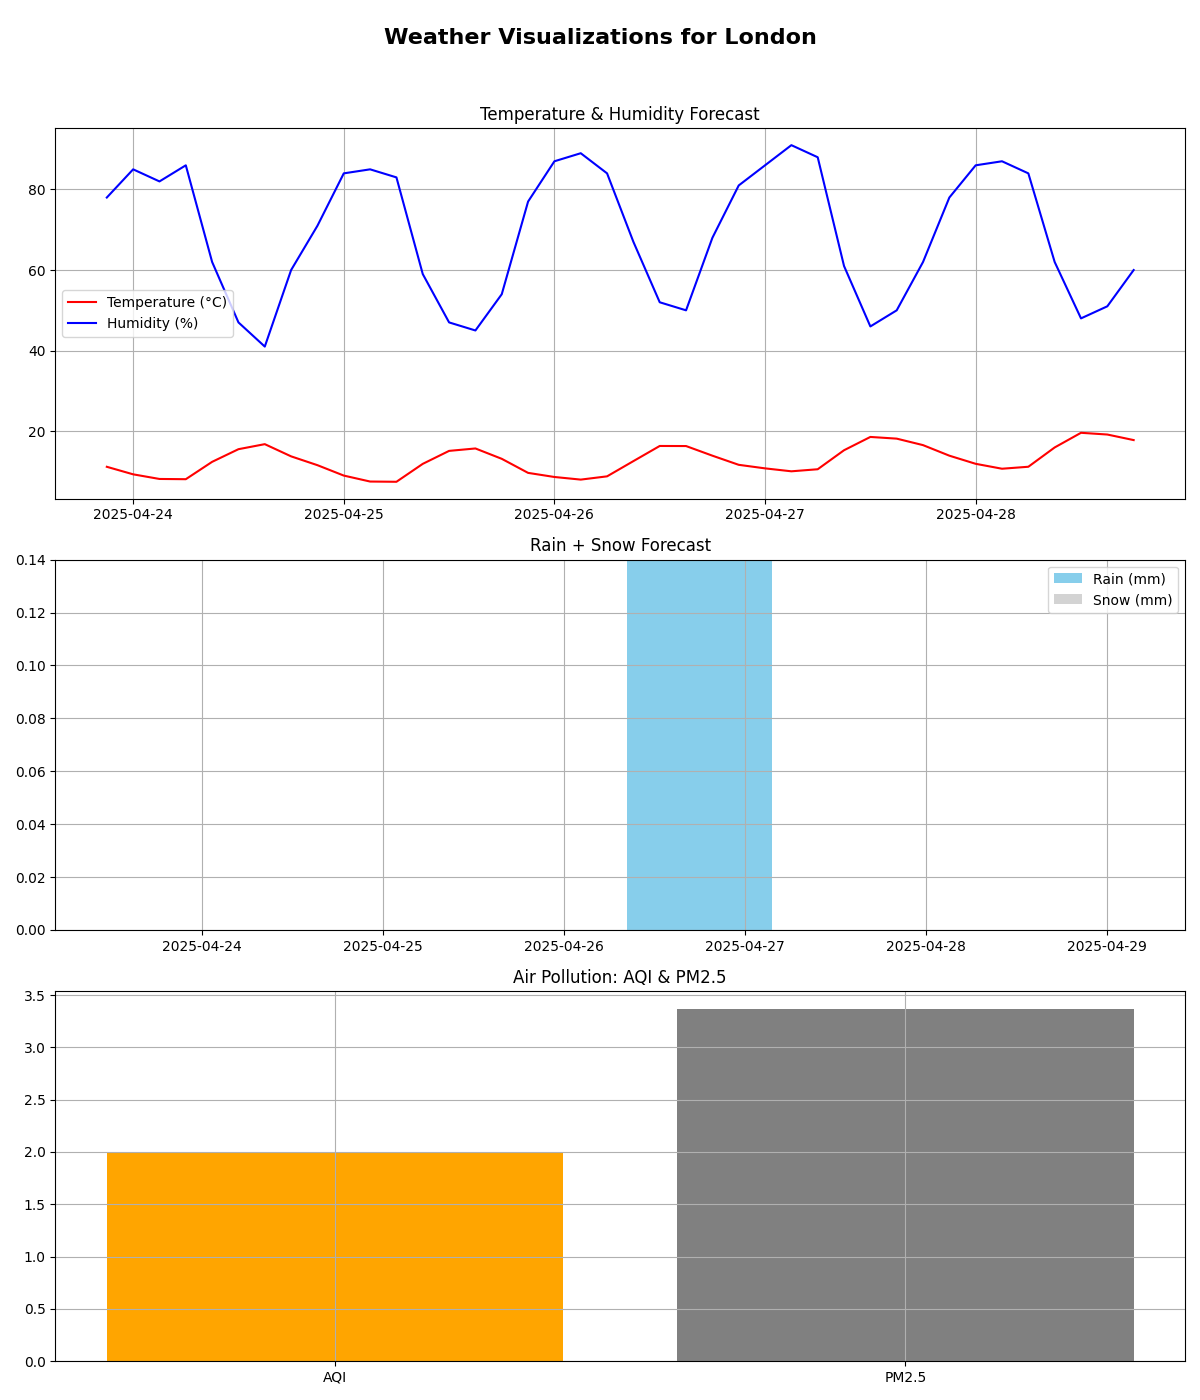 Weather Visualizations for London
Temperature & Humidity Forecast
80
60
40
20
Temperature (°C)
Humidity (%)
2025-04-24 2025-04-25 2025-04-26 2025-04-27 2025-04-28
Rain + Snow Forecast
0.14
0.12
0.10
0.08
0.06
0.04
0.02
0.00
Rain (mm)
Snow (mm)
2025-04-24 2025-04-25 2025-04-26 2025-04-27 2025-04-28 2025-04-29
Air Pollution: AQI & PM2.5
3.5
3.0
2.5
2.0
1.5
1.0
0.5
0.0
AQI PM2.5